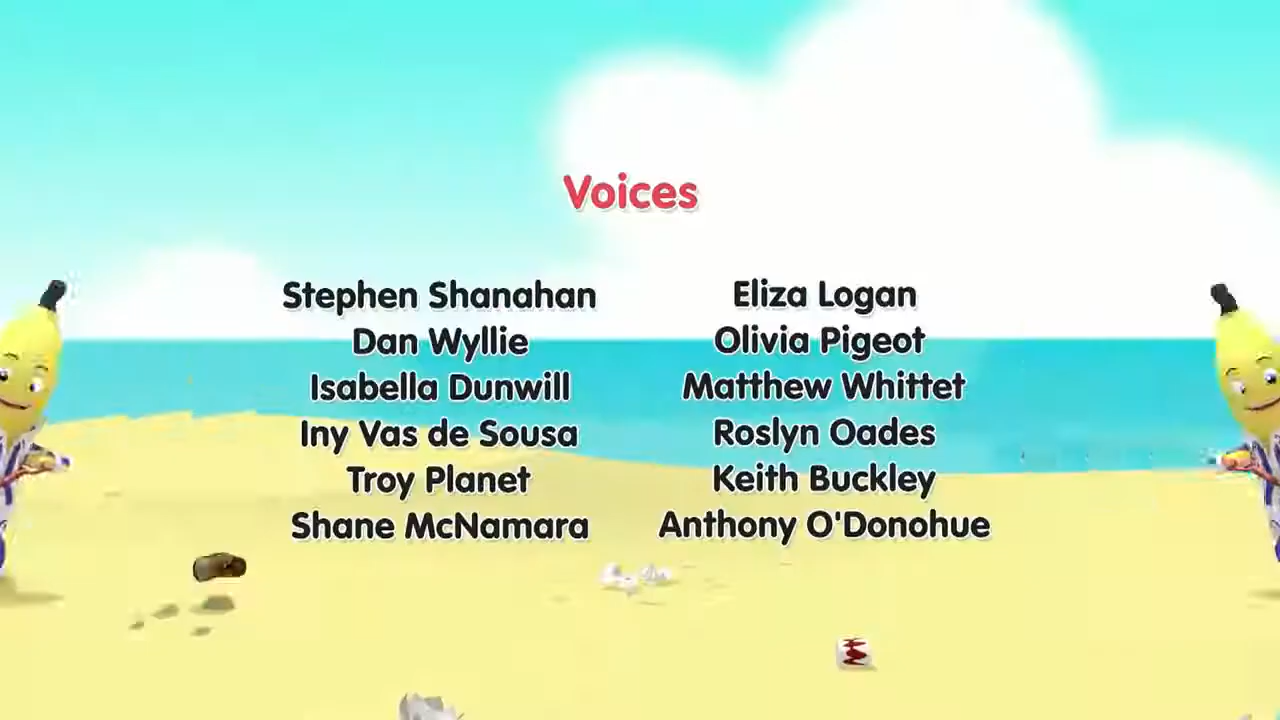 Voices
Stephen Shanahan
Dan Wyllie
Isabella Dunwill
Iny Vas de Sousa
Troy Planet
Shane McNamara
Eliza Logan
Olivia Pigeot
Matthew Whittet
Roslyn Oades
Keith Buckley
Anthony O'Donohue